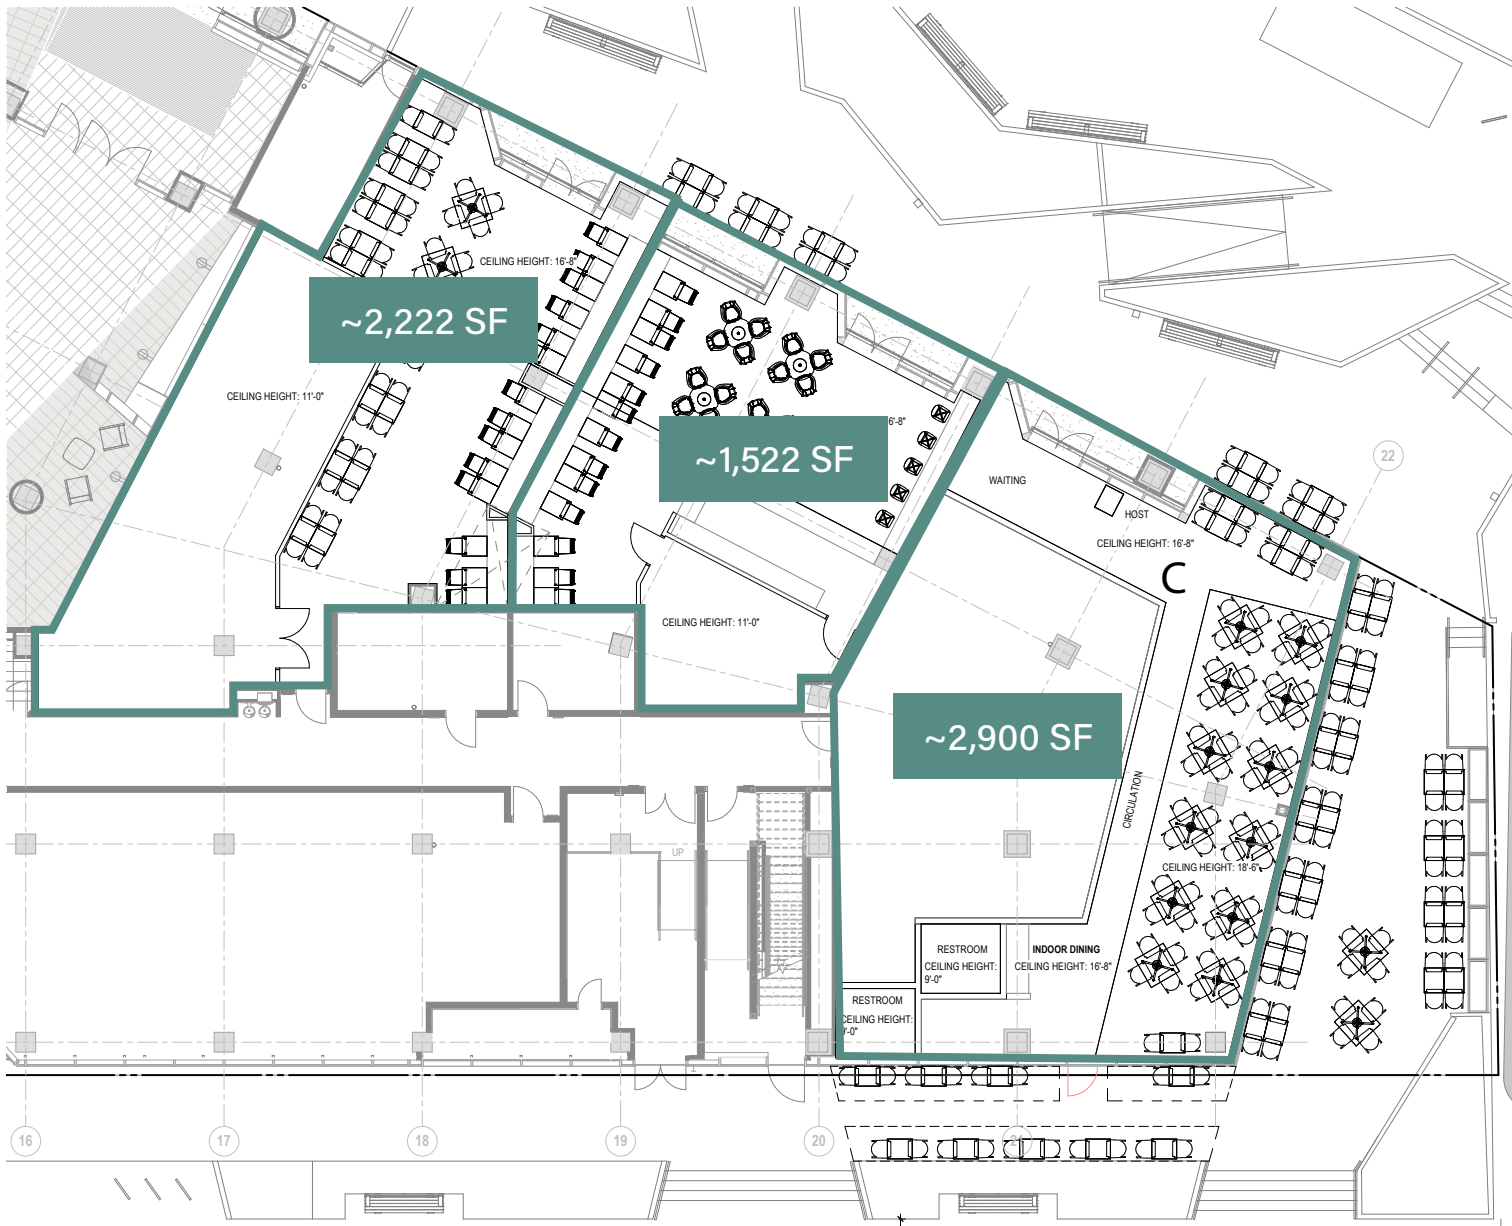 CEILING HEIGHT: 16'-8"
~2,222 SF
CEILING HEIGHT: 11'-0"
6'-8"
~1,522 SF
CEILING HEIGHT: 11'-0"
22
WAITING
HOST
CEILING HEIGHT: 16'-8"
C
~2,900 SF
CIRCULATION
CEILING HEIGHT: 18'-6"
UP
RESTROOM
CEILING HEIGHT:
9'-0"
INDOOR DINING
CEILING HEIGHT: 16'-8"
RESTROOM
CEILING HEIGHT:
'-0"
16
17
18
19
20
21